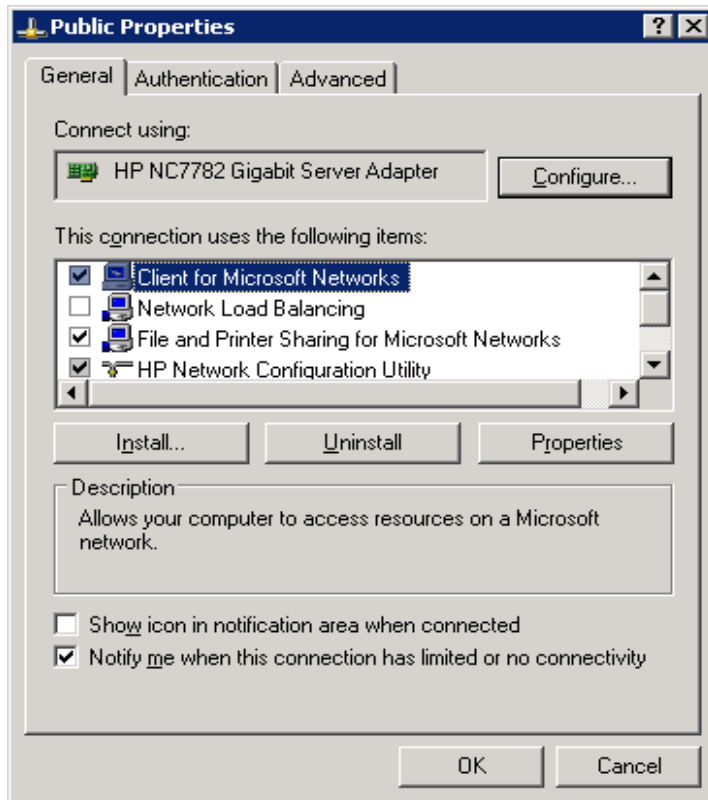 Public Properties
General
Authentication
Advanced
Connect using:
HP NC7782 Gigabit Server Adapter
Configure...
This connection uses the following items:
Client for Microsoft Networks
Network Load Balancing
File and Printer Sharing for Microsoft Networks
HP Network Configuration Utility
Install...
Uninstall
Properties
Description
Allows your computer to access resources on a Microsoft
network.
Show icon in notification area when connected
Notify me when this connection has limited or no connectivity
OK
Cancel